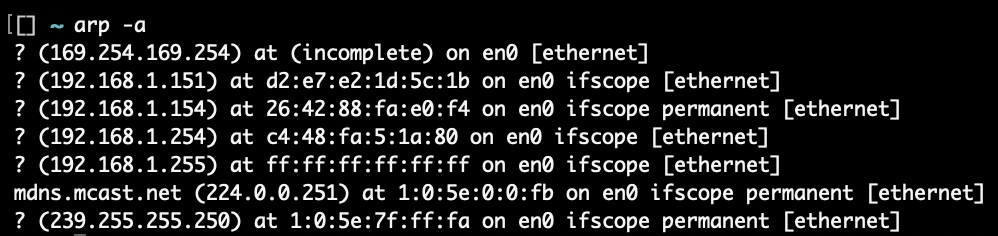 [[] ~ arp -a
? (169.254.169.254) at (incomplete) on en0 [ethernet]
? (192.168.1.151) at d2:e7:e2:1d:5c:1b on en0 ifscope [ethernet]
? (192.168.1.154) at 26:42:88:fa:e0:f4 on en0 ifscope permanent [ethernet]
? (192.168.1.254) at c4:48:fa:5:1a:80 on en0 ifscope [ethernet]
? (192.168.1.255) at ff:ff:ff:ff:ff:ff on en0 ifscope [ethernet]
mdns.mcast.net (224.0.0.251) at 1:0:5e:0:0:fb on en0 ifscope permanent [ethernet]
? (239.255.255.250) at 1:0:5e:7f:ff:fa on en0 ifscope permanent [ethernet]